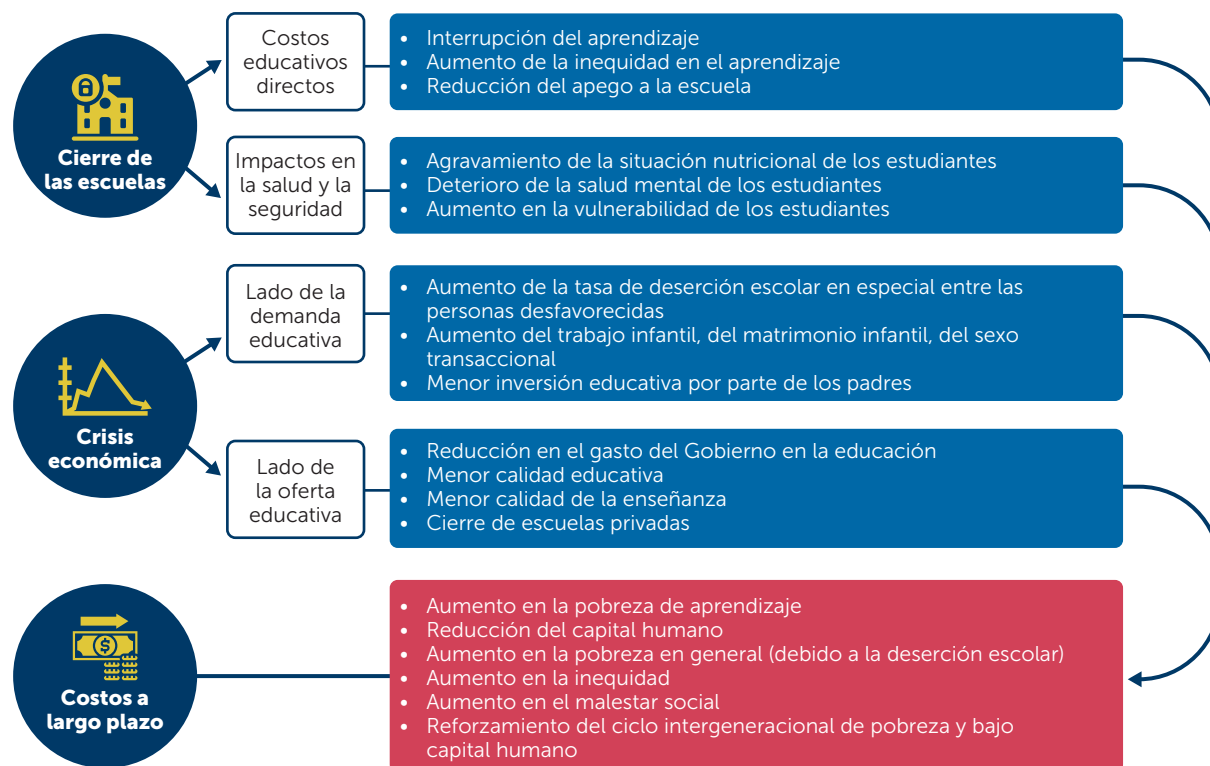 Cierre de
las escuelas
Costos
educativos
directos
• Interrupción del aprendizaje
• Aumento de la inequidad en el aprendizaje
• Reducción del apego a la escuela
Impactos en
la salud y la
seguridad
• Agravamiento de la situación nutricional de los estudiantes
• Deterioro de la salud mental de los estudiantes
• Aumento en la vulnerabilidad de los estudiantes
Crisis
económica
Lado de la
demanda
educativa
• Aumento de la tasa de deserción escolar en especial entre las
personas desfavorecidas
• Aumento del trabajo infantil, del matrimonio infantil, del sexo
transaccional
• Menor inversión educativa por parte de los padres
Lado de
la oferta
educativa
• Reducción en el gasto del Gobierno en la educación
• Menor calidad educativa
• Menor calidad de la enseñanza
• Cierre de escuelas privadas
$
Costos a
largo plazo
• Aumento en la pobreza de aprendizaje
• Reducción del capital humano
• Aumento en la pobreza en general (debido a la deserción escolar)
• Aumento en la inequidad
• Aumento en el malestar social
• Reforzamiento del ciclo intergeneracional de pobreza y bajo
capital humano